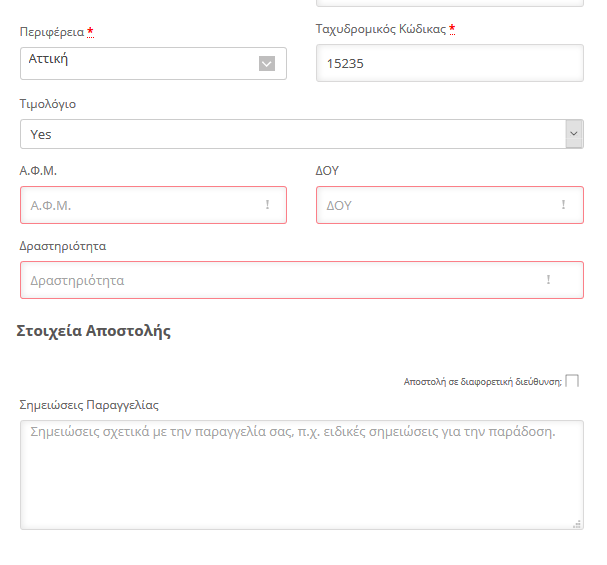 Περιφέρεια *
Ταχυδρομικός Κώδικας *
Αττική
15235
Τιμολόγιο
Yes
Α.Φ.Μ.
ΔΟΥ
Α.Φ.Μ. !
ΔΟΥ !
Δραστηριότητα
Δραστηριότητα !
Στοιχεία Αποστολής
Αποστολή σε διαφορετική διεύθυνση;
Σημειώσεις Παραγγελίας
Σημειώσεις σχετικά με την παραγγελία σας, π.χ. ειδικές σημειώσεις για την παράδοση.